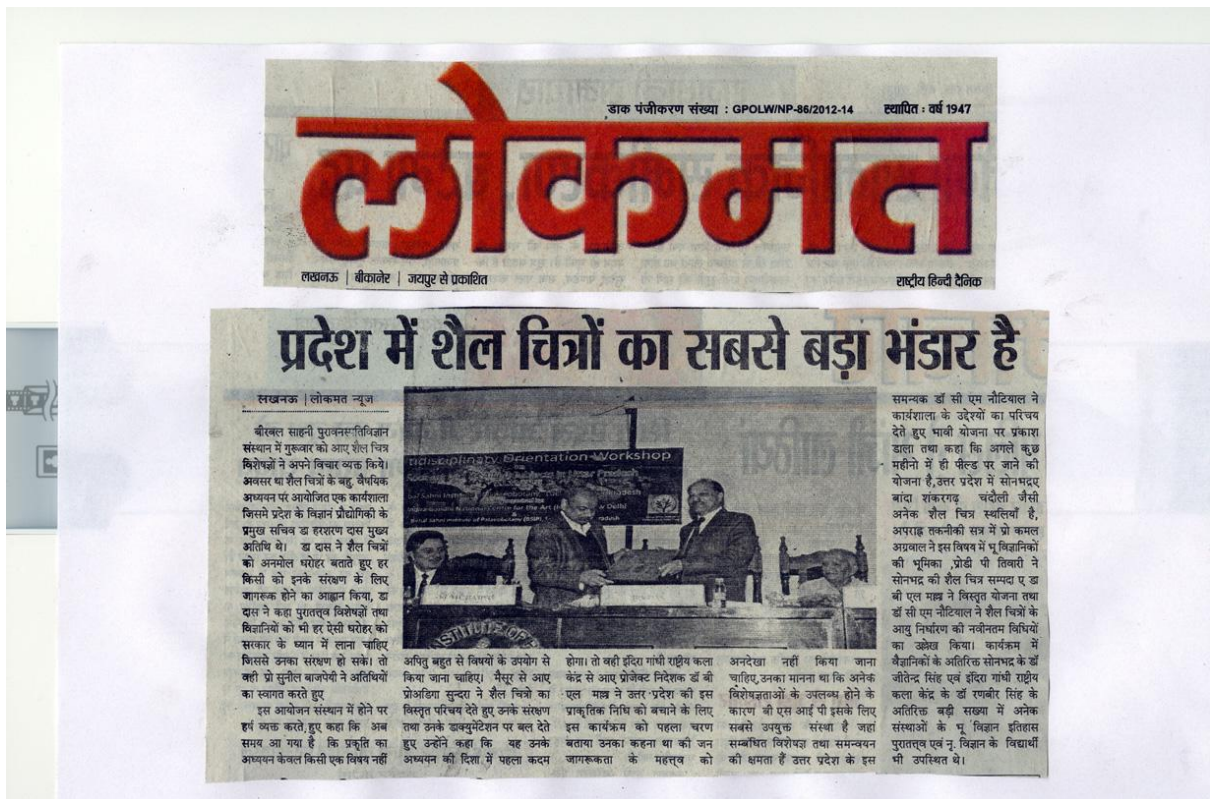 डाक पंजीकरण संख्या : GPOLW/NP-86/2012-14 स्थापित : वर्ष 1947
लोकमत
लखनऊ | बीकानेर | जयपुर से प्रकाशित
राष्ट्रीय हिन्दी दैनिक
प्रदेश में शैल चित्रों का सबसे बड़ा भंडार है
लखनऊ | लोकमत न्यूज
बीरबल साहनी पुरावनस्पतिविज्ञान
संस्थान में गुरूवार को आए शैल चित्र
विशेषज्ञों ने अपने विचार व्यक्त किये।
अवसर था शैल चित्रों के बहु. वैषयिक
अध्ययन पर आयोजित एक कार्यशाला
जिसमे प्रदेश के विज्ञान प्रौद्योगिकी के
प्रमुख सचिव डा हरशरण दास मुख्य
अतिथि थे। डा दास ने शैल चित्रों
को अनमोल धरोहर बताते हुए हर
किसी को इनके संरक्षण के लिए
जागरूक होने का आह्वान किया, डा
दास ने कहा पुरातत्त्व विशेषज्ञों तथा
विज्ञानियों को भी हर ऐसी धरोहर को
सरकार के ध्यान में लाना चाहिए
जिससे उनका संरक्षण हो सके। तो
वही प्रो सुनील बाजपेयी ने अतिथियों
का स्वागत करते हुए
इस आयोजन संस्थान में होने पर
हर्ष व्यक्त करते,हुए कहा कि अब
समय आ गया है कि प्रकृति का
अध्ययन केवल किसी एक विषय नहीं
tidisciplinary Orientation Workshop
in Uttar Pradesh
INSTITUTE OF
अपितु बहुत से विषयों के उपयोग से
किया जाना चाहिए। मैसूर से आए
प्रोअडिगा सुन्दरा ने शैल चित्रों का
विस्तृत परिचय देते हुए उनके संरक्षण
तथा उनके डाक्युमेंटेशन पर बल देते
हुए उन्होंने कहा कि यह उनके
अध्ययन की दिशा में पहला कदम
होगा। तो वही इंदिरा गांधी राष्ट्रीय कला
केंद्र से आए प्रोजेक्ट निदेशक डॉ बी
एल मल्ल ने उत्तर प्रदेश की इस
प्राकृतिक निधि को बचाने के लिए
इस कार्यक्रम को पहला चरण
बताया उनका कहना था की जन
जागरूकता के महत्त्व को
अनदेखा नहीं किया जाना
चाहिए,उनका मानना था कि अनेक
विशेषज्ञताओं के उपलब्ध होने के
कारण बी एस आई पी इसके लिए
सबसे उपयुक्त संस्था है जहां
सम्बंधित विशेषज्ञ तथा समन्वयन
की क्षमता हैं उत्तर प्रदेश के इस
समन्यक डॉ सी एम नौटियाल ने
कार्यशाला के उद्देश्यों का परिचय
देते हुए भावी योजना पर प्रकाश
डाला तथा कहा कि अगले कुछ
महीनो में ही फील्ड पर जाने की
योजना है,उत्तर प्रदेश में सोनभद्रए
बांदा शंकरगढ़ चंदौली जैसी
अनेक शैल चित्र स्थलियाँ है,
अपराह्न तकनीकी सत्र में प्रो कमल
अग्रवाल ने इस विषय में भू विज्ञानिकों
की भूमिका ,प्रोडी पी तिवारी ने
सोनभद्र की शैल चित्र सम्पदा ए डा
बी एल मल्ल ने विस्तृत योजना तथा
डॉ सी एम नौटियाल ने शैल चित्रों के
आयु निर्धारण की नवीनतम विधियों
का उल्लेख किया। कार्यक्रम में
वैज्ञानिकों के अतिरिक्त सोनभद्र के डॉ
जीतेन्द्र सिंह एवं इंदिरा गांधी राष्ट्रीय
कला केंद्र के डॉ रणबीर सिंह के
अतिरिक्त बड़ी सख्या में अनेक
संस्थाओं के भू विज्ञान इतिहास
पुरातत्त्व एवं नृ. विज्ञान के विद्यार्थी
भी उपस्थित थे।